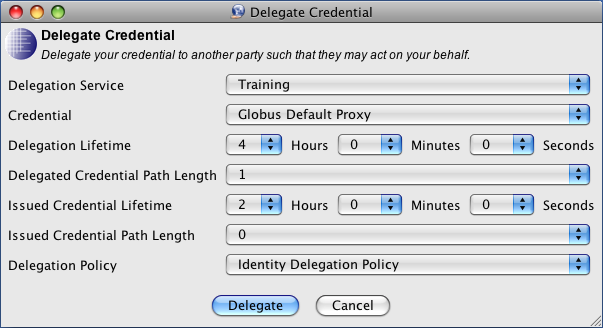 Delegate Credential
Delegate Credential
Delegate your credential to another party such that they may act on your behalf.
Delegation Service Training
Credential Globus Default Proxy
Delegation Lifetime 4 Hours 0 Minutes 0 Seconds
Delegated Credential Path Length 1
Issued Credential Lifetime 2 Hours 0 Minutes 0 Seconds
Issued Credential Path Length 0
Delegation Policy Identity Delegation Policy
Delegate Cancel